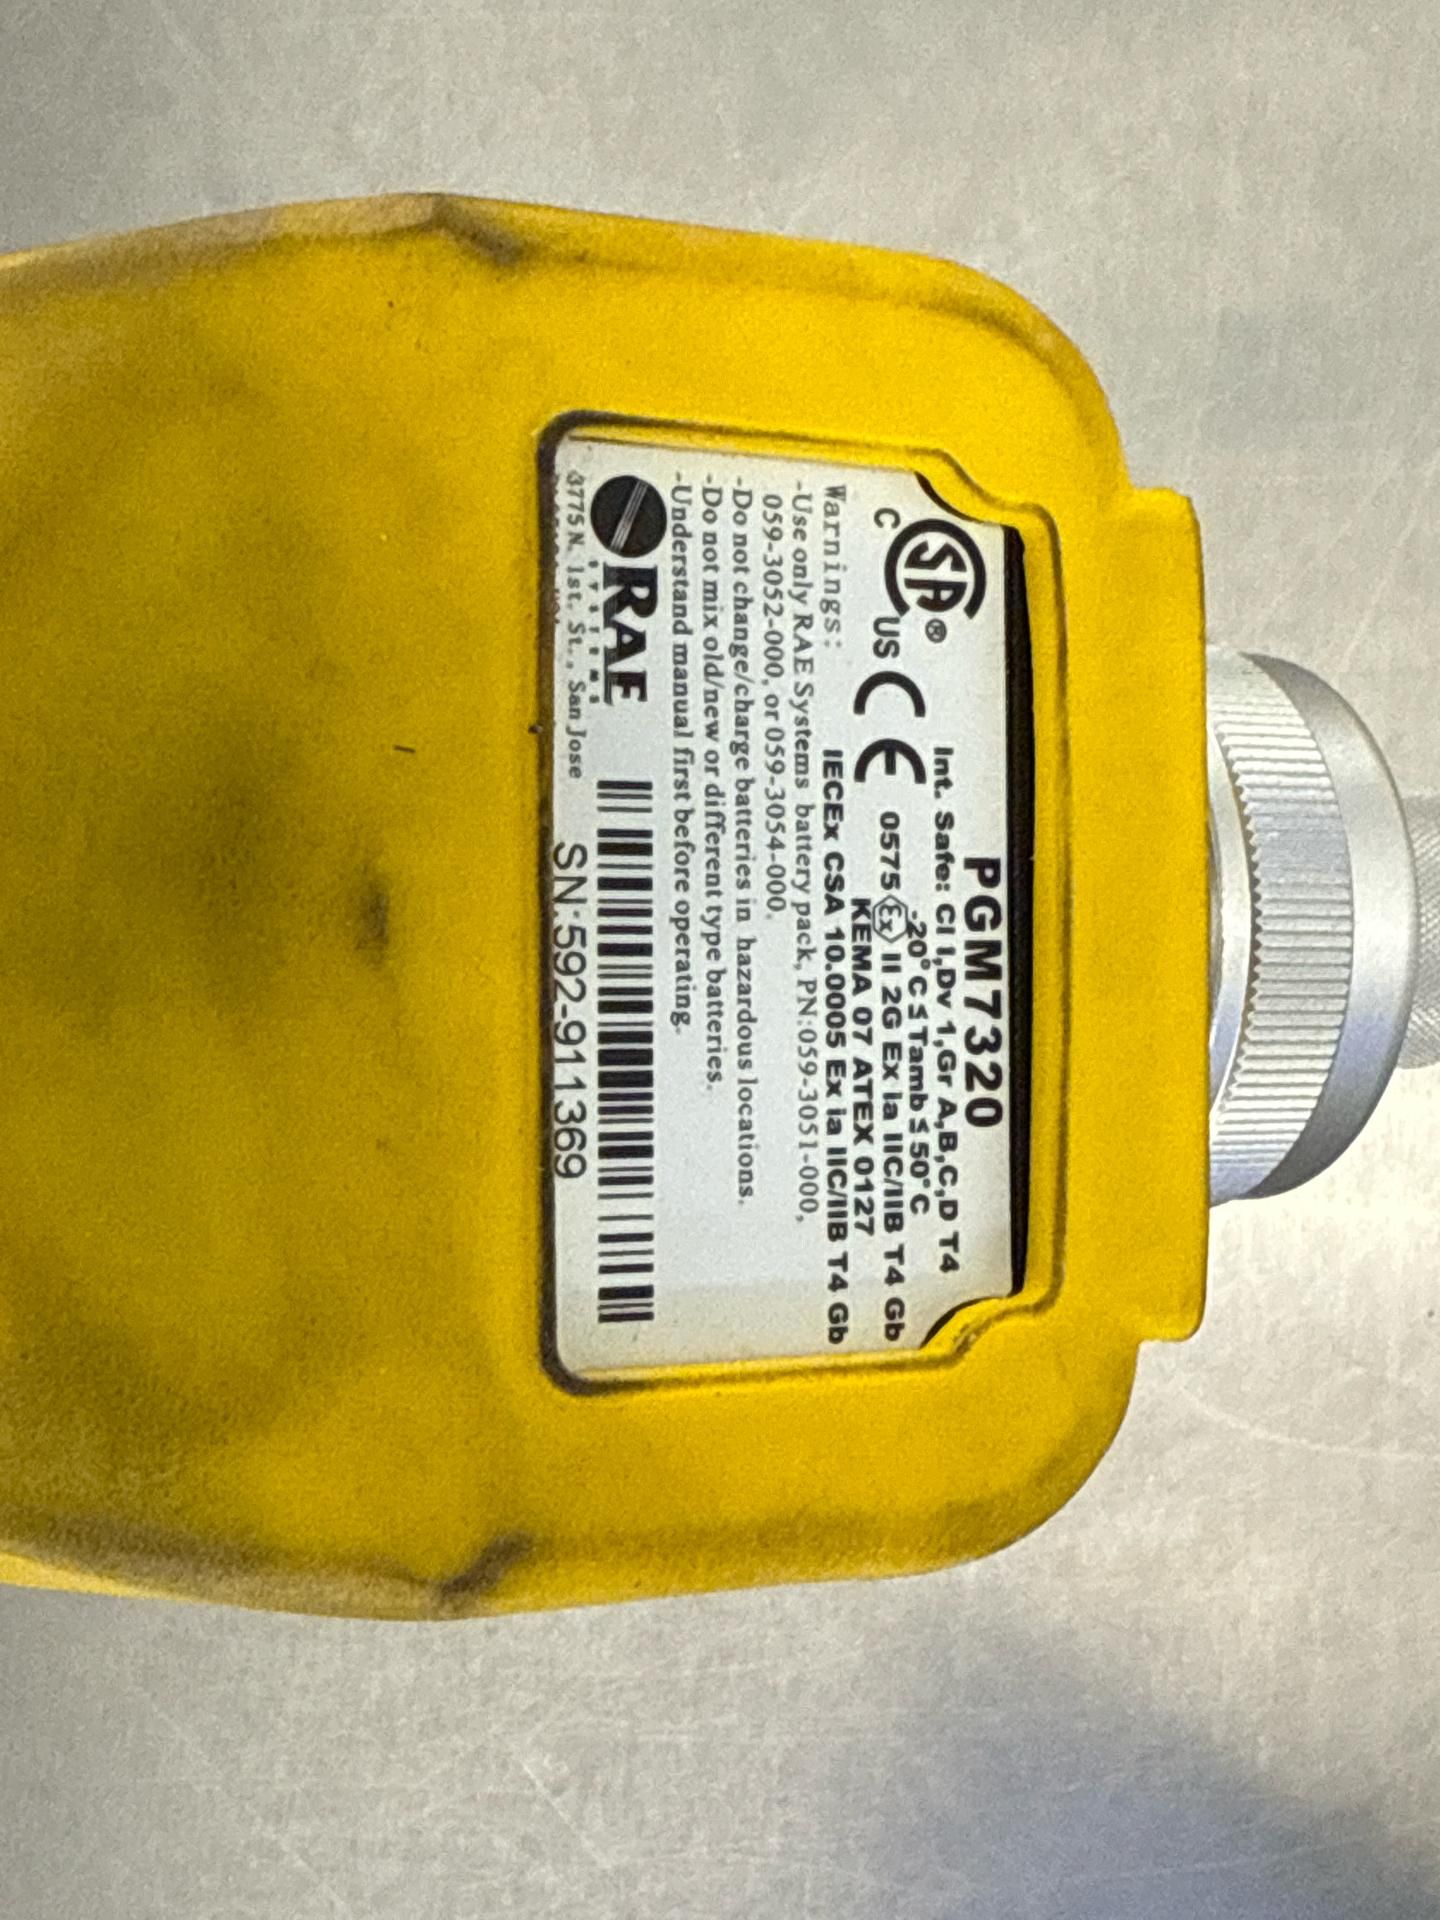 PGM7320
Int. Safe: Cl I,Dv 1,Gr A,B,C,D T4
-20°C≤Tamb≤50°C
CSA®
C US CE 0575 Ex II 2G Ex ia IIC/IIB T4 Gb
KEMA 07 ATEX 0127
IECEx CSA 10.0005 Ex ia IIC/IIB T4 Gb
Warnings:
-Use only RAE Systems battery pack, PN:059-3051-000,
059-3052-000, or 059-3054-000.
-Do not change/charge batteries in hazardous locations.
-Do not mix old/new or different type batteries.
-Understand manual first before operating.
RAE
SYSTEMS
3775 N. 1st. St., San Jose
SN:592-911369